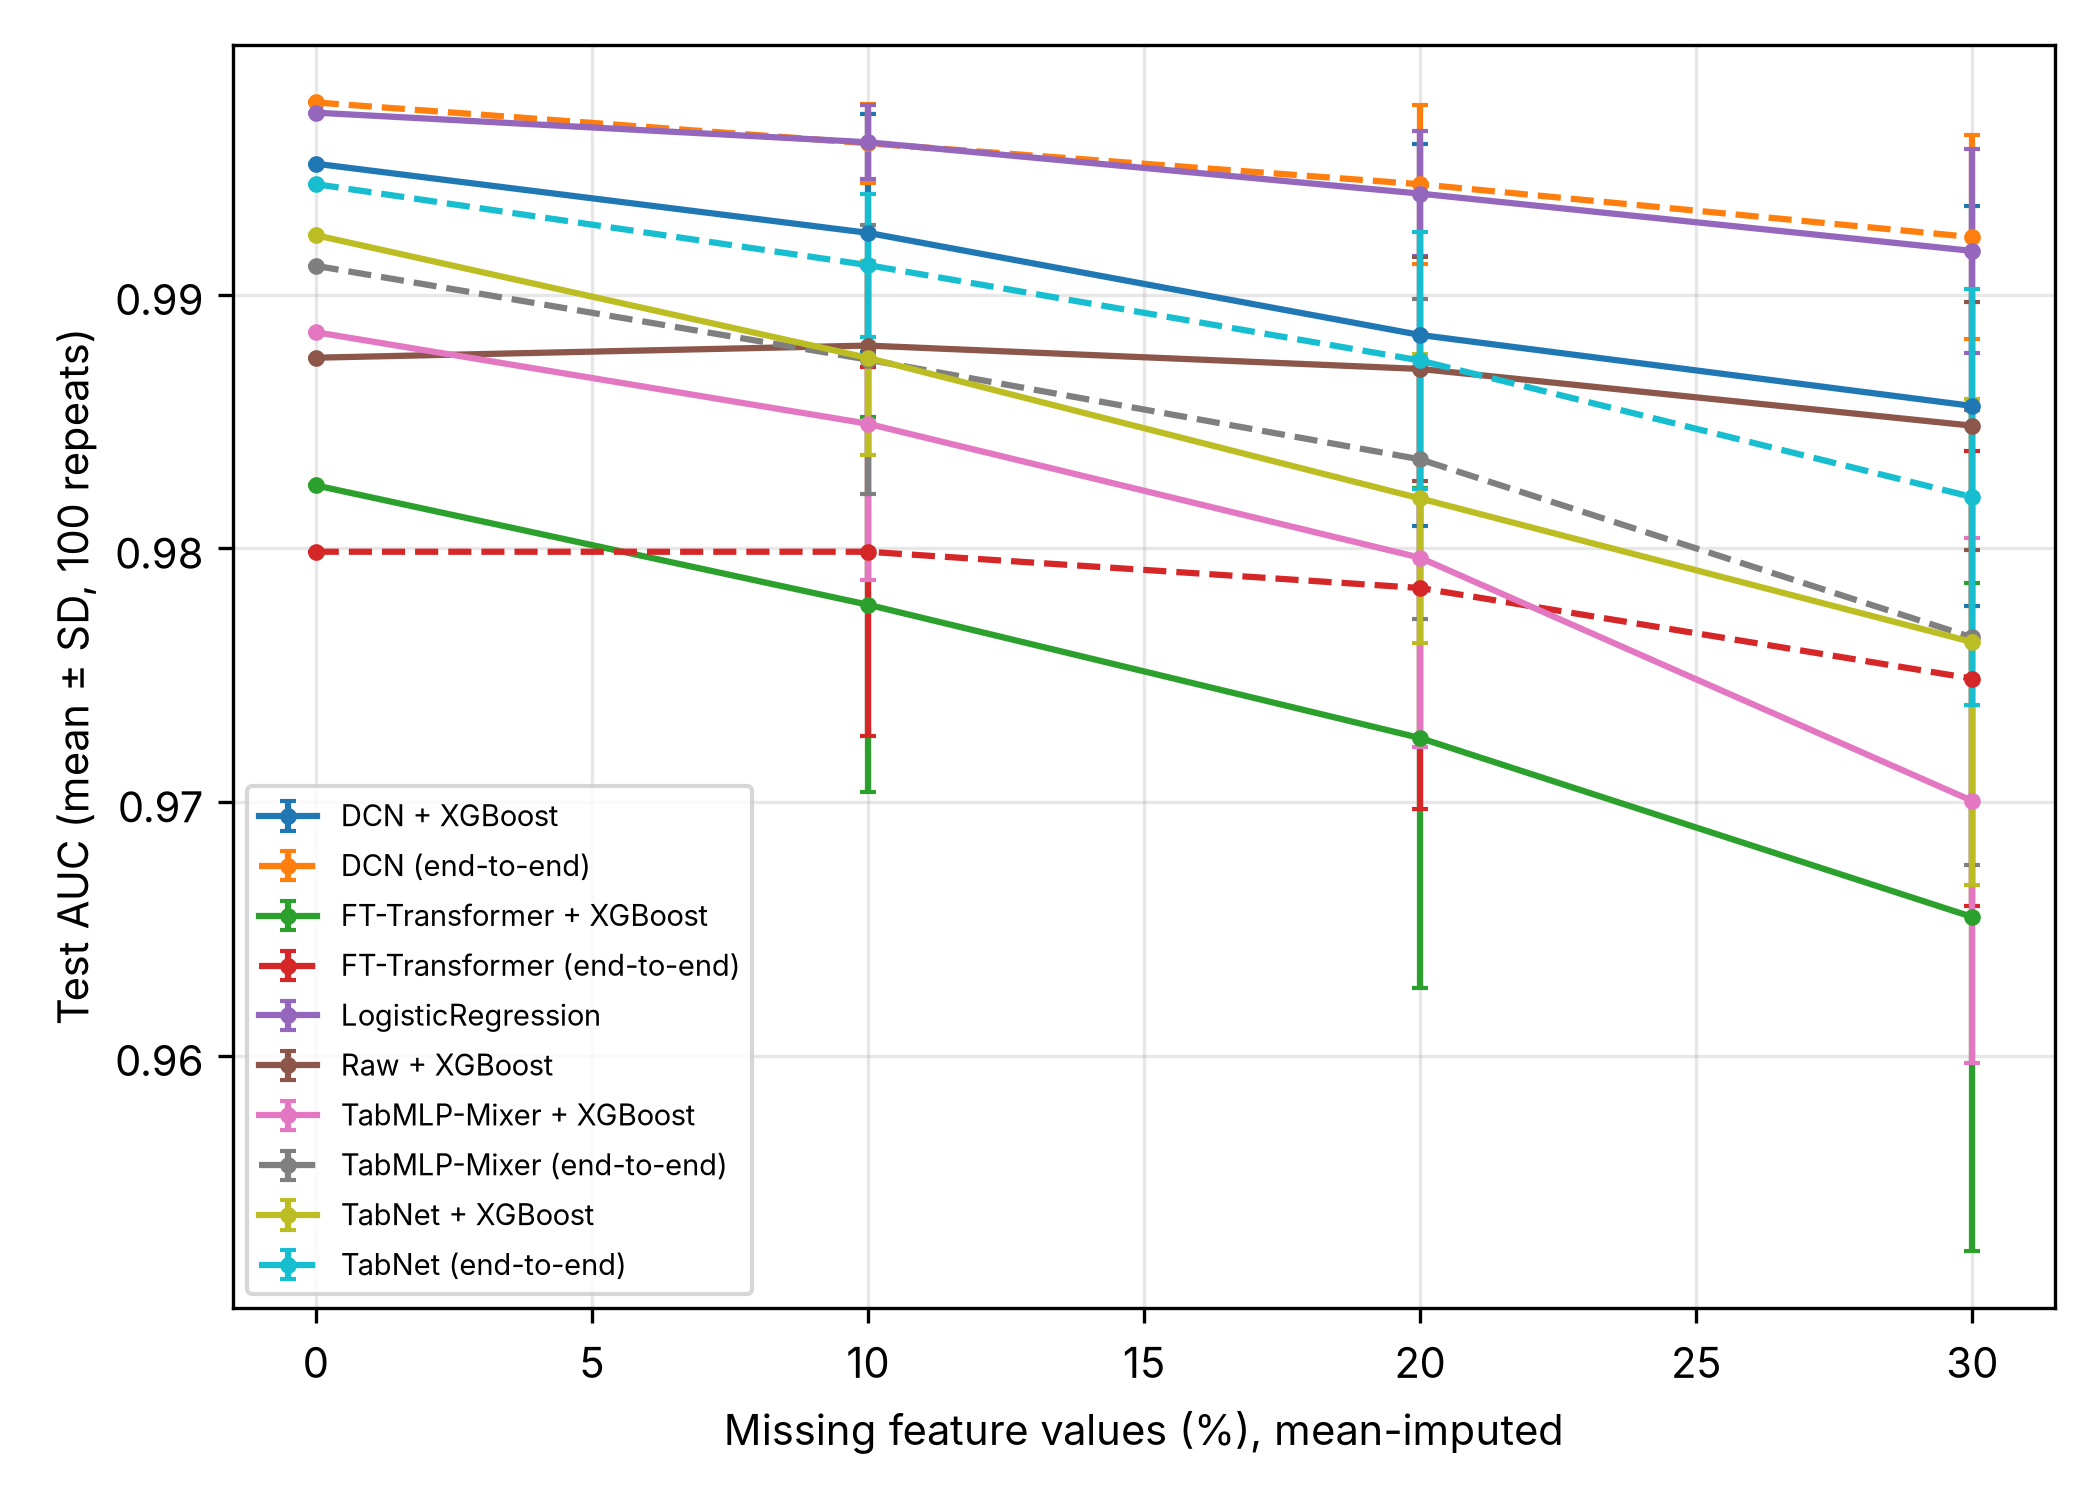 Test AUC (mean ± SD, 100 repeats)
0.99
0.98
0.97
0.96
DCN + XGBoost
DCN (end-to-end)
FT-Transformer + XGBoost
FT-Transformer (end-to-end)
LogisticRegression
Raw + XGBoost
TabMLP-Mixer + XGBoost
TabMLP-Mixer (end-to-end)
TabNet + XGBoost
TabNet (end-to-end)
0 5 10 15 20 25 30
Missing feature values (%), mean-imputed